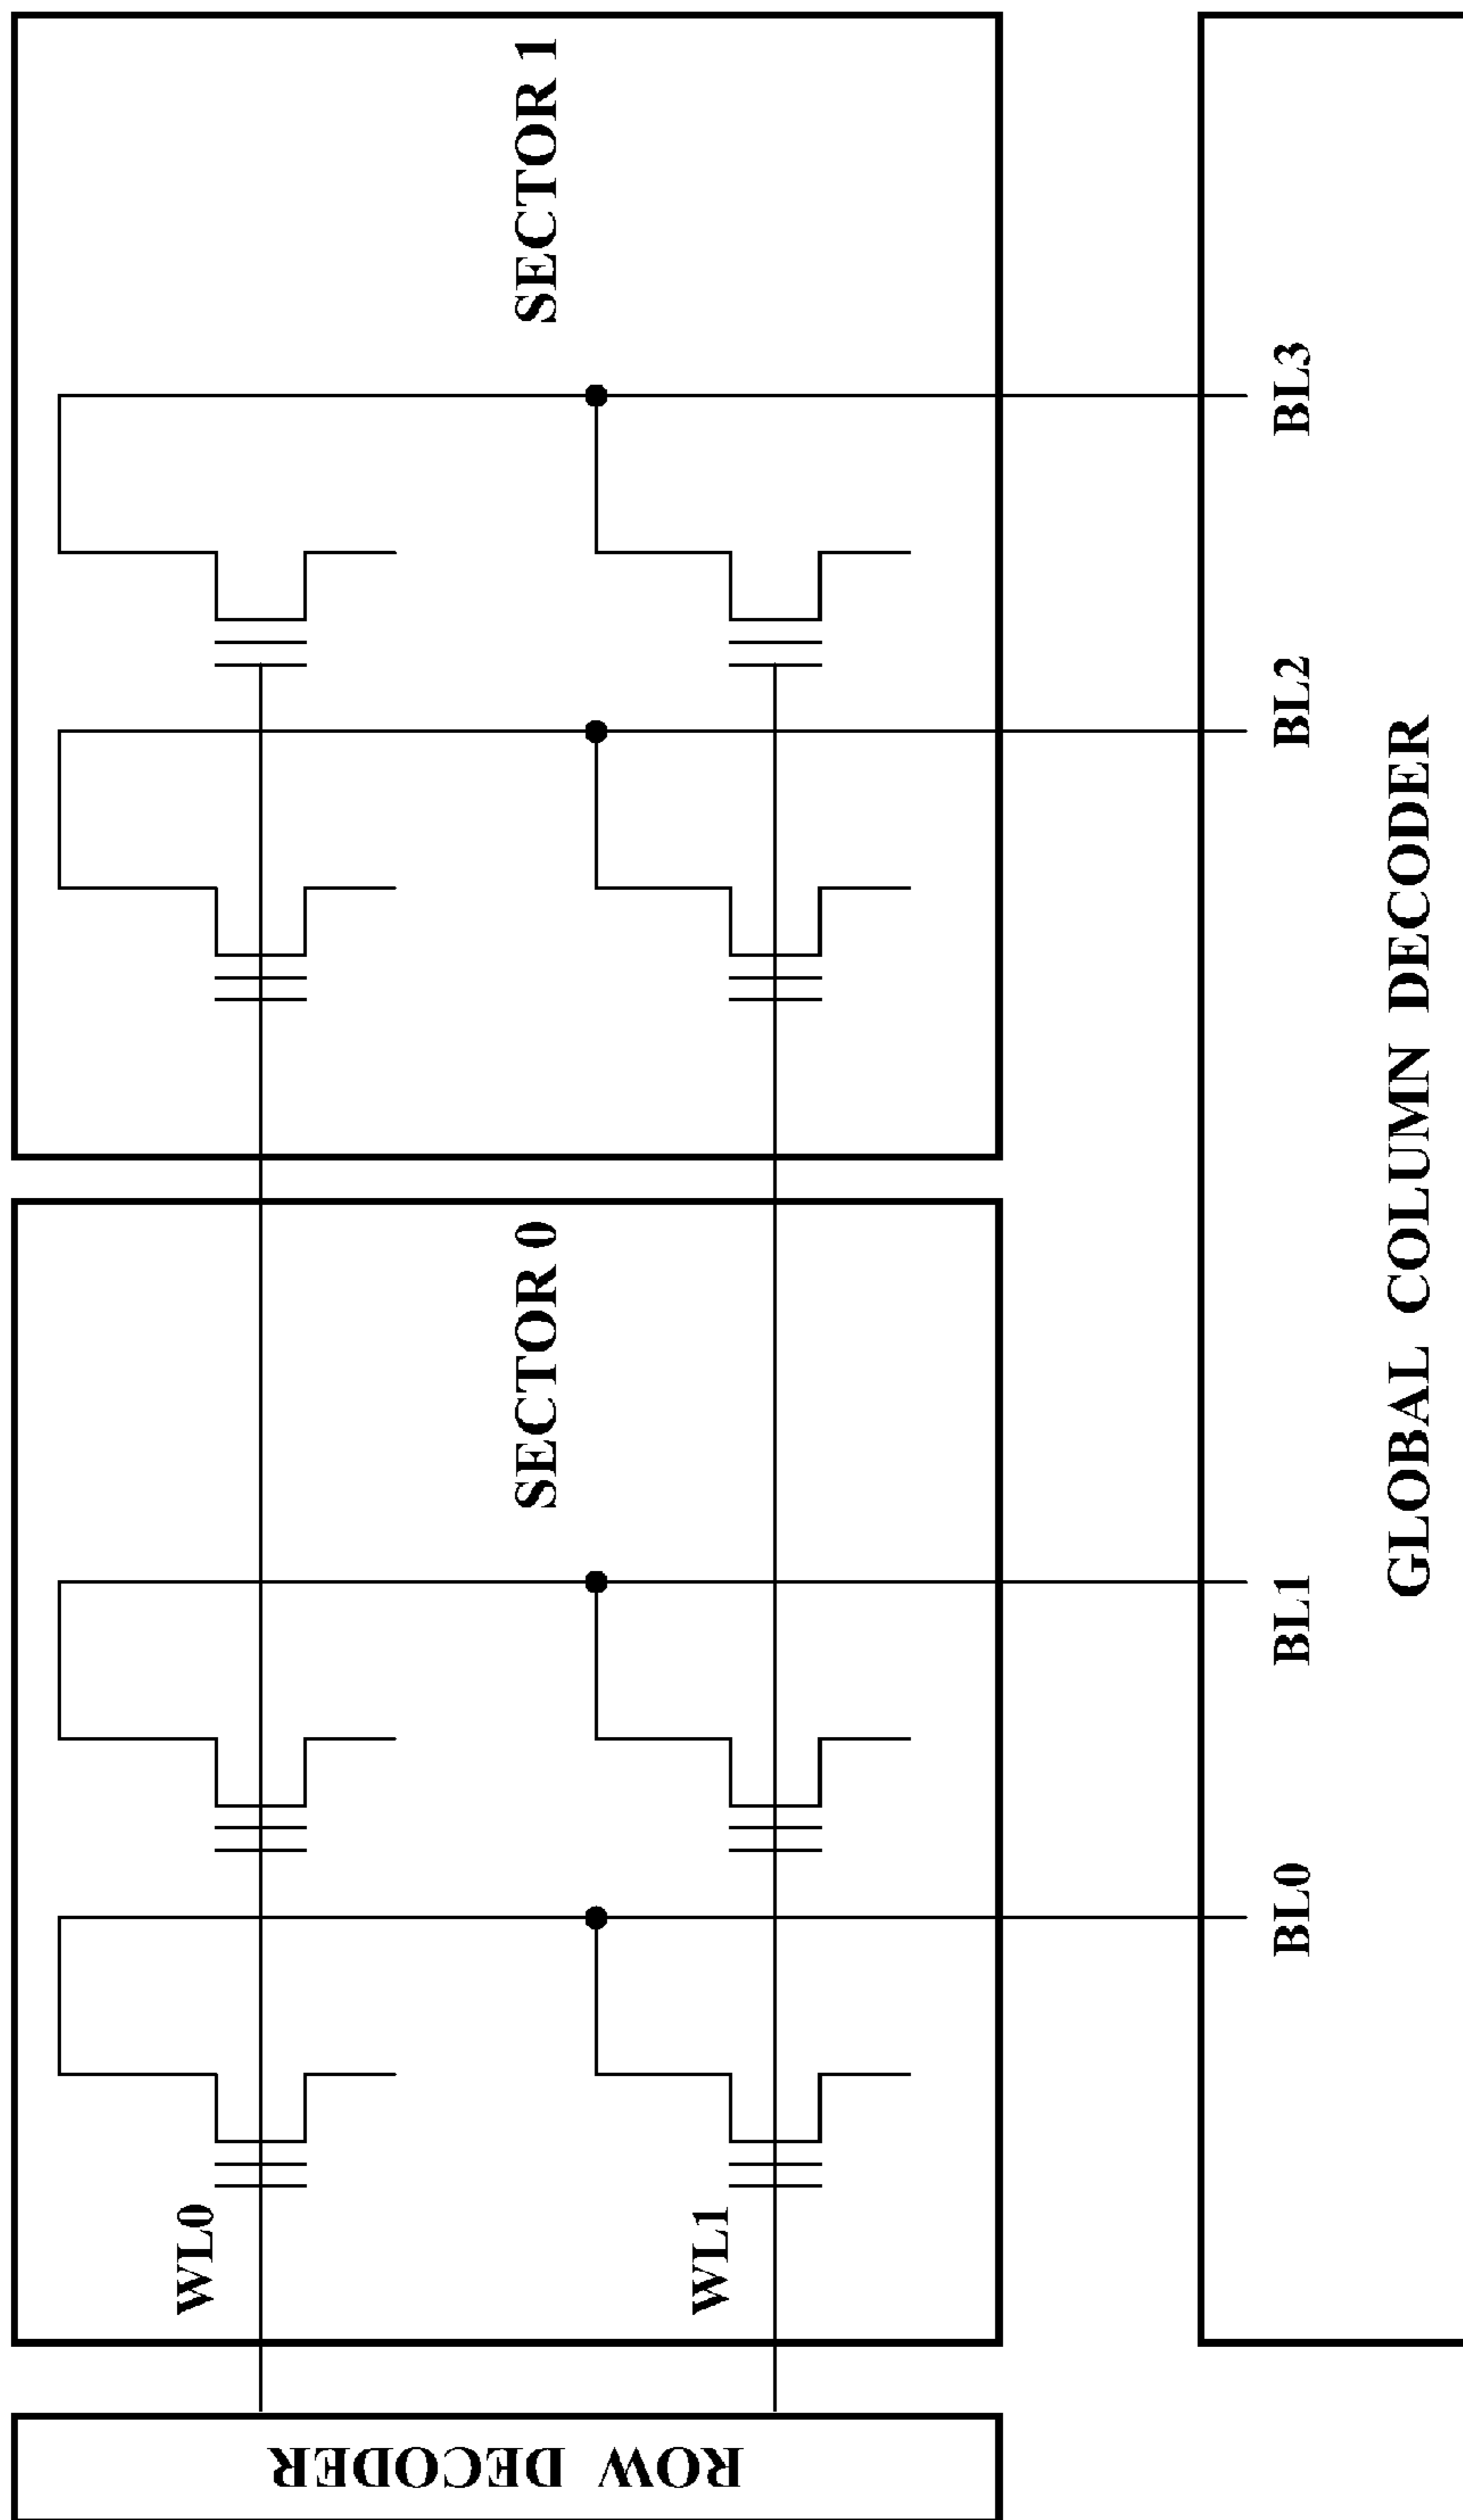 SECTOR 1
BL3
BL2
GLOBAL COLUMN DECODER
SECTOR 0
BL1
BL0
WL0
WL1
ROW DECODER